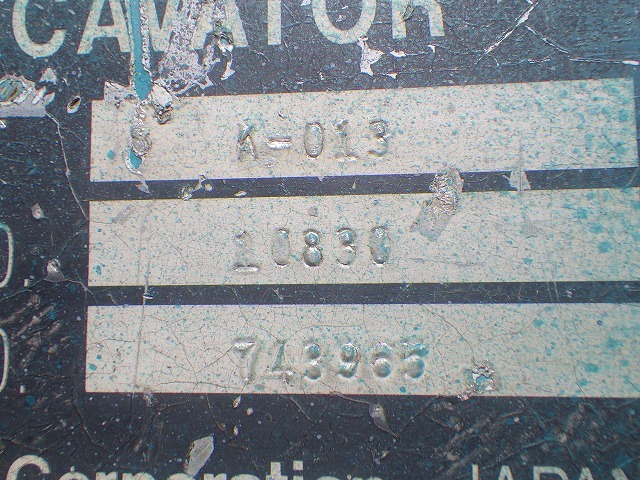 CAVATOR
K-013
10830
743965
Corporation JAPAN